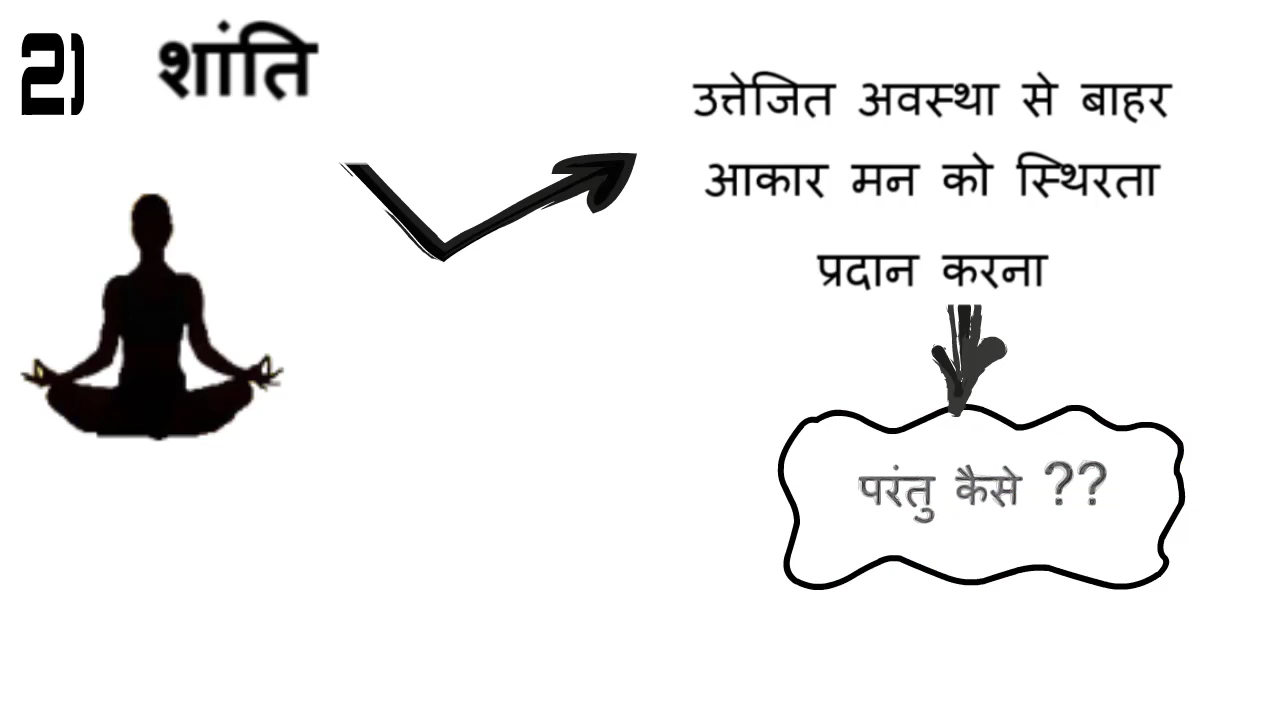 2) शांति
उत्तेजित अवस्था से बाहर
आकार मन को स्थिरता
प्रदान करना
परंतु कैसे ??